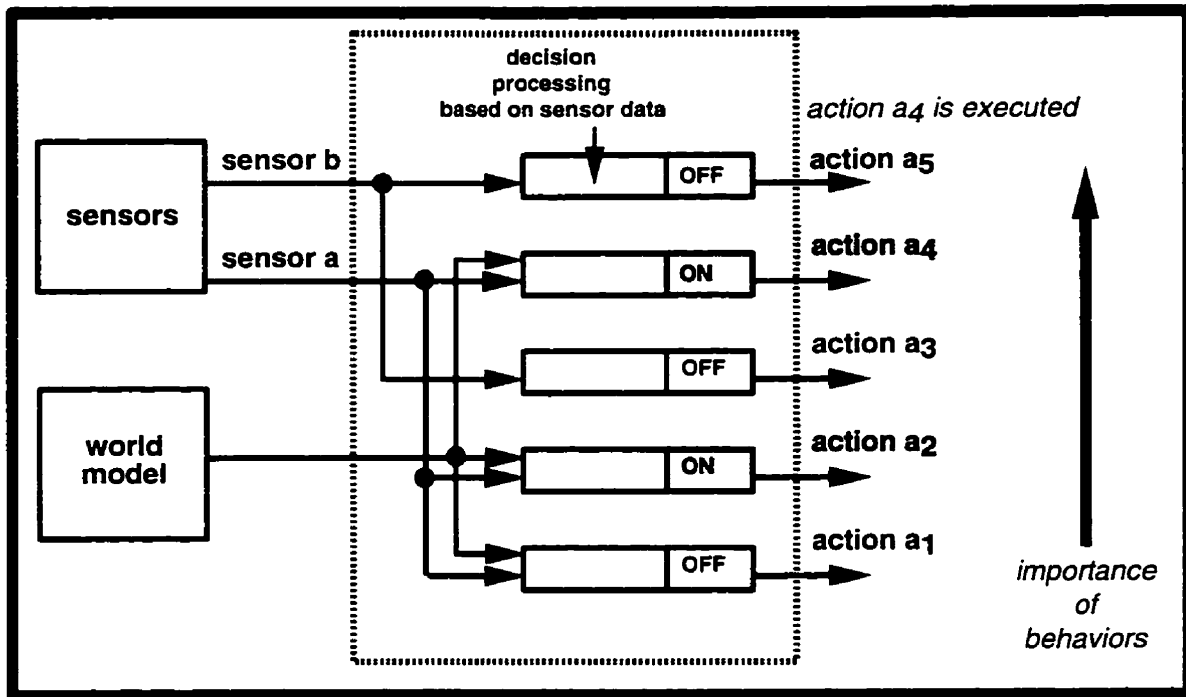 decision
processing
based on sensor data
action a4 is executed
sensor b
OFF
action a5
sensors
sensor a
ON
action a4
OFF
action a3
world
model
ON
action a2
OFF
action a1
importance
of
behaviors